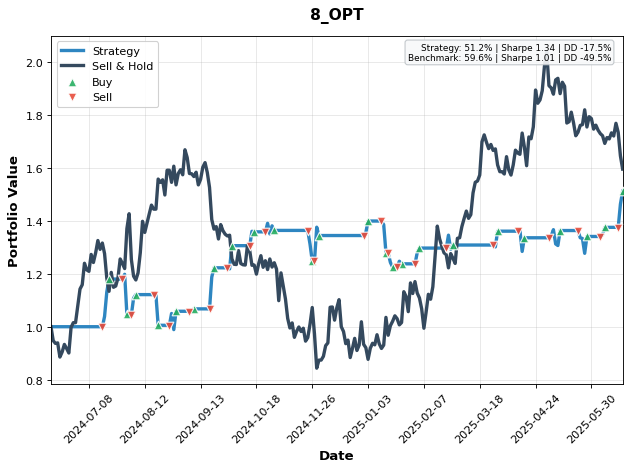 8_OPT
Strategy
Sell & Hold
Buy
Sell
Strategy: 51.2% | Sharpe 1.34 | DD -17.5%
Benchmark: 59.6% | Sharpe 1.01 | DD -49.5%
Portfolio Value
2.0
1.8
1.6
1.4
1.2
1.0
0.8
2024-07-08
2024-08-12
2024-09-13
2024-10-18
2024-11-26
2025-01-03
2025-02-07
2025-03-18
2025-04-24
2025-05-30
Date